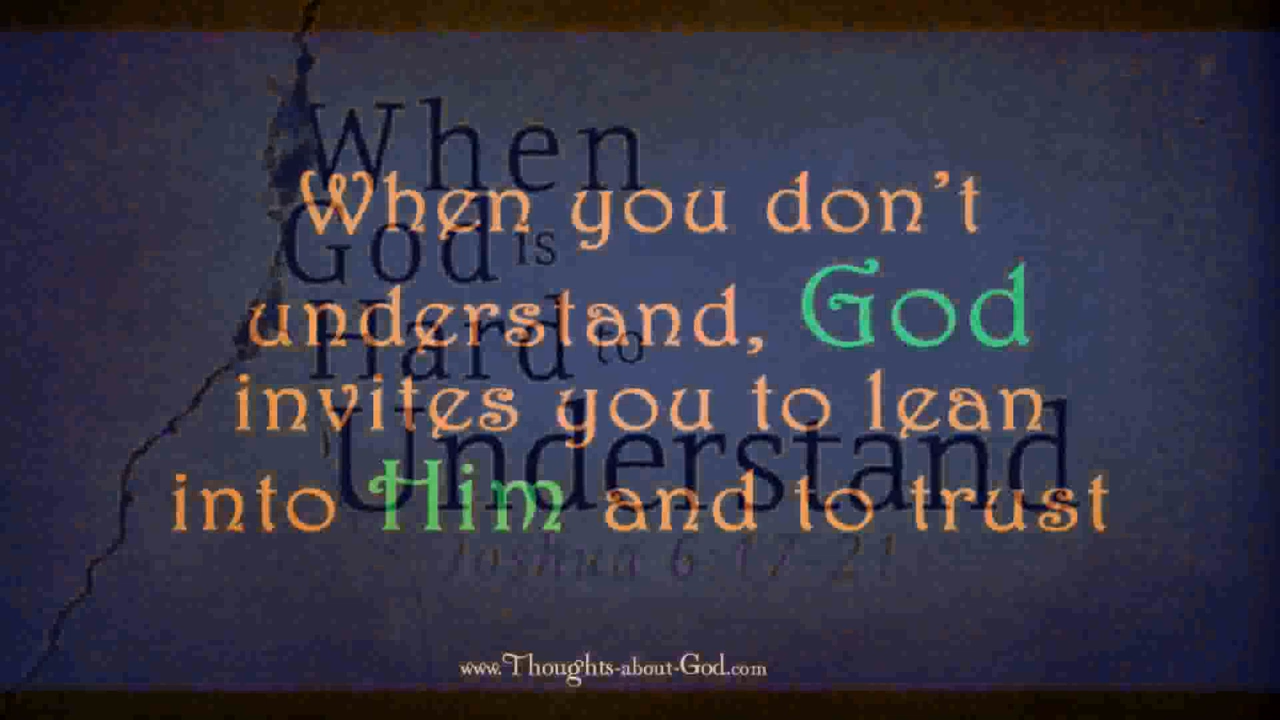 When
God is
Hard to
Understand
Joshua 6:17-21
When you don't
understand, God
invites you to lean
into Him and to trust
www.Thoughts-about-God.com